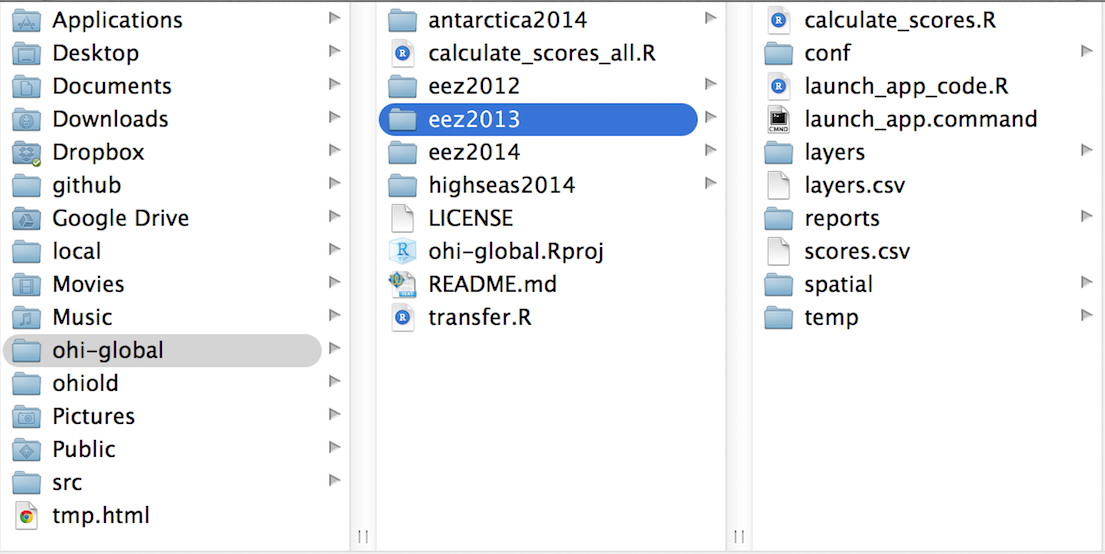 Applications
Desktop
Documents
Downloads
Dropbox
github
Google Drive
local
Movies
Music
ohi-global
ohiold
Pictures
Public
src
tmp.html
antarctica2014
calculate_scores_all.R
eez2012
eez2013
eez2014
highseas2014
LICENSE
ohi-global.Rproj
README.md
transfer.R
calculate_scores.R
conf
launch_app_code.R
launch_app.command
layers
layers.csv
reports
scores.csv
spatial
temp